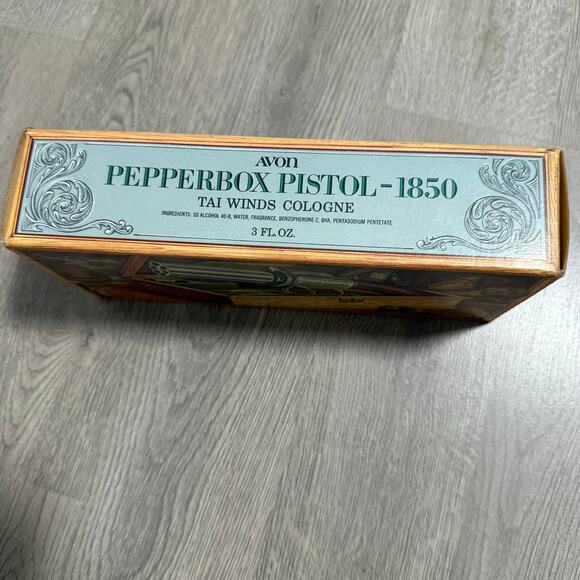 AVON
PEPPERBOX PISTOL-1850
TAI WINDS COLOGNE
INGREDIENTS: SD ALCOHOL 40-B, WATER, FRAGRANCE, BENZOPHENONE-2, BHA, PENTASODIUM PENTETATE
3 FL. OZ.